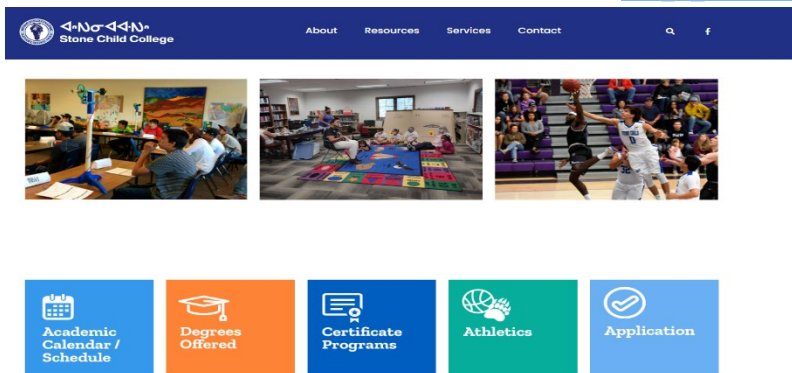 Stone Child College
About
Resources
Services
Contact
Academic
Calendar /
Schedule
Degrees
Offered
Certificate
Programs
Athletics
Application